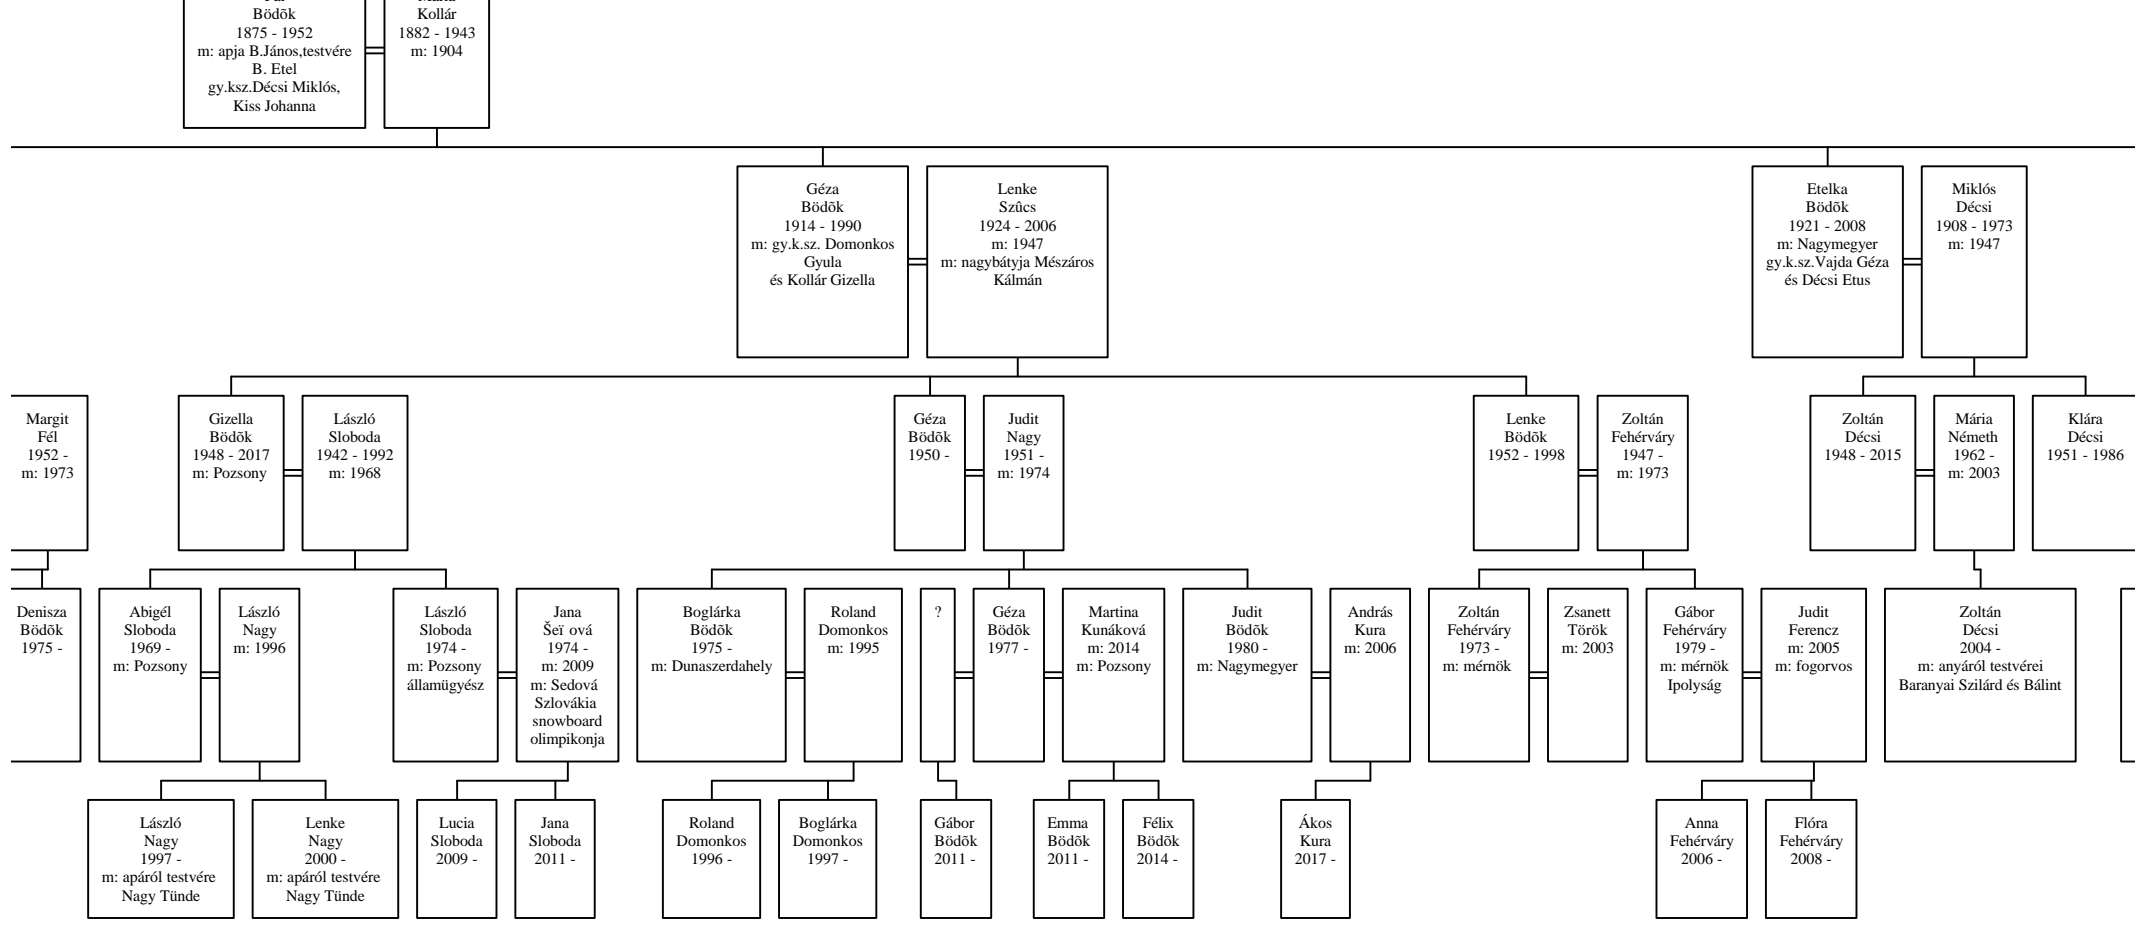 Bödõk
1875 - 1952
m: apja B.János,testvére
B. Etel
gy.ksz.Décsi Miklós,
Kiss Johanna
Kollár
1882 - 1943
m: 1904
Géza
Bödõk
1914 - 1990
m: gy.k.sz. Domonkos
Gyula
és Kollár Gizella
Lenke
Szûcs
1924 - 2006
m: 1947
m: nagybátyja Mészáros
Kálmán
Etelka
Bödõk
1921 - 2008
m: Nagymegyer
gy.k.sz.Vajda Géza
és Décsi Etus
Miklós
Décsi
1908 - 1973
m: 1947
Margit
Fél
1952 -
m: 1973
Gizella
Bödõk
1948 - 2017
m: Pozsony
László
Sloboda
1942 - 1992
m: 1968
Géza
Bödõk
1950 -
Judit
Nagy
1951 -
m: 1974
Lenke
Bödõk
1952 - 1998
Zoltán
Fehérváry
1947 -
m: 1973
Zoltán
Décsi
1948 - 2015
Mária
Németh
1962 -
m: 2003
Klára
Décsi
1951 - 1986
Denisza
Bödõk
1975 -
Abigél
Sloboda
1969 -
m: Pozsony
László
Nagy
m: 1996
László
Sloboda
1974 -
m: Pozsony
államügyész
Jana
Šeï ová
1974 -
m: 2009
m: Sedová
Szlovákia
snowboard
olimpikonja
Boglárka
Bödõk
1975 -
m: Dunaszerdahely
Roland
Domonkos
m: 1995
?
Géza
Bödõk
1977 -
Martina
Kunáková
m: 2014
m: Pozsony
Judit
Bödõk
1980 -
m: Nagymegyer
András
Kura
m: 2006
Zoltán
Fehérváry
1973 -
m: mérnök
Zsanett
Török
m: 2003
Gábor
Fehérváry
1979 -
m: mérnök
Ipolyság
Judit
Ferencz
m: 2005
m: fogorvos
Zoltán
Décsi
2004 -
m: anyáról testvérei
Baranyai Szilárd és Bálint
László
Nagy
1997 -
m: apáról testvére
Nagy Tünde
Lenke
Nagy
2000 -
m: apáról testvére
Nagy Tünde
Lucia
Sloboda
2009 -
Jana
Sloboda
2011 -
Roland
Domonkos
1996 -
Boglárka
Domonkos
1997 -
Gábor
Bödõk
2011 -
Emma
Bödõk
2011 -
Félix
Bödõk
2014 -
Ákos
Kura
2017 -
Anna
Fehérváry
2006 -
Flóra
Fehérváry
2008 -